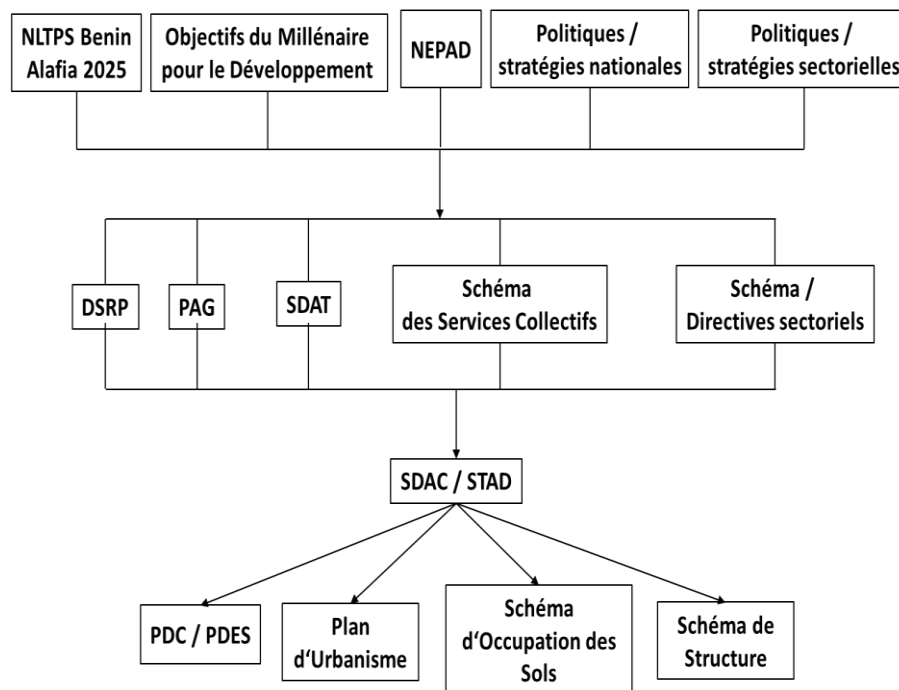 NLTPS Benin
Alafia 2025
Objectifs du Millénaire
pour le Développement
NEPAD
Politiques /
stratégies nationales
Politiques /
stratégies sectorielles
DSRP
PAG
SDAT
Schéma
des Services Collectifs
Schéma /
Directives sectoriels
SDAC / STAD
PDC / PDES
Plan
d‘Urbanisme
Schéma
d‘Occupation des
Sols
Schéma de
Structure